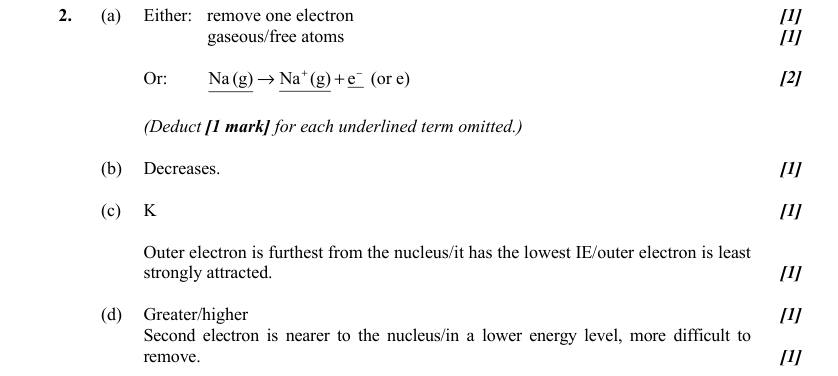 2. (a) Either: remove one electron [1]
gaseous/free atoms [1]
Or: Na (g) → Na⁺ (g) + e⁻ (or e) [2]
(Deduct [1 mark] for each underlined term omitted.)
(b) Decreases. [1]
(c) K [1]
Outer electron is furthest from the nucleus/it has the lowest IE/outer electron is least
strongly attracted. [1]
(d) Greater/higher [1]
Second electron is nearer to the nucleus/in a lower energy level, more difficult to
remove. [1]